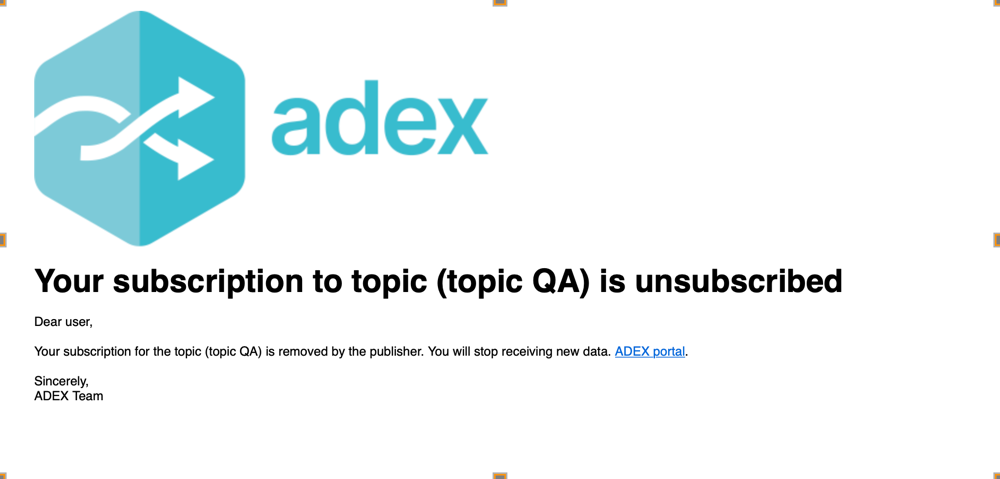 adex
Your subscription to topic (topic QA) is unsubscribed
Dear user,
Your subscription for the topic (topic QA) is removed by the publisher. You will stop receiving new data. ADEX portal.
Sincerely,
ADEX Team